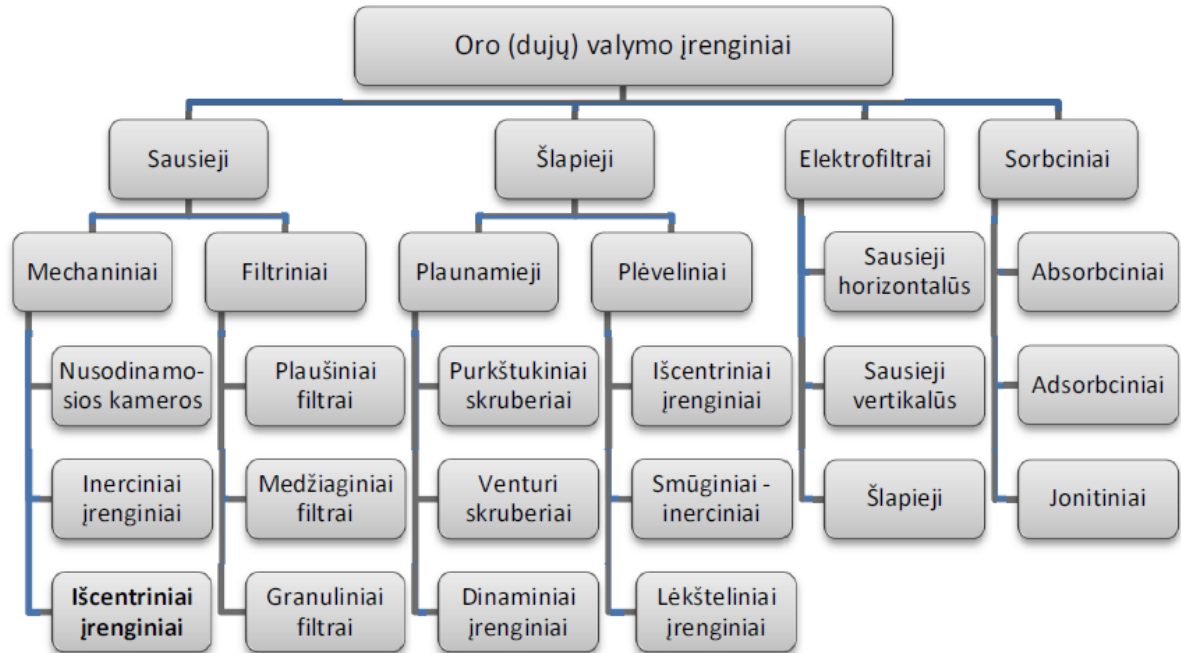 Oro (dujų) valymo įrenginiai
Sausieji
Šlapieji
Elektrofiltrai
Sorbciniai
Mechaniniai
Filtriniai
Plaunamieji
Plėveliniai
Sausieji
horizontalūs
Absorbciniai
Nusodinamo-
sios kameros
Plaušiniai
filtrai
Purkštukiniai
skruberiai
Išcentriniai
įrenginiai
Sausieji
vertikalūs
Adsorbciniai
Inerciniai
įrenginiai
Medžiaginiai
filtrai
Venturi
skruberiai
Smūginiai -
inerciniai
Šlapieji
Jonitiniai
Išcentriniai
įrenginiai
Granuliniai
filtrai
Dinaminiai
įrenginiai
Lėkšteliniai
įrenginiai